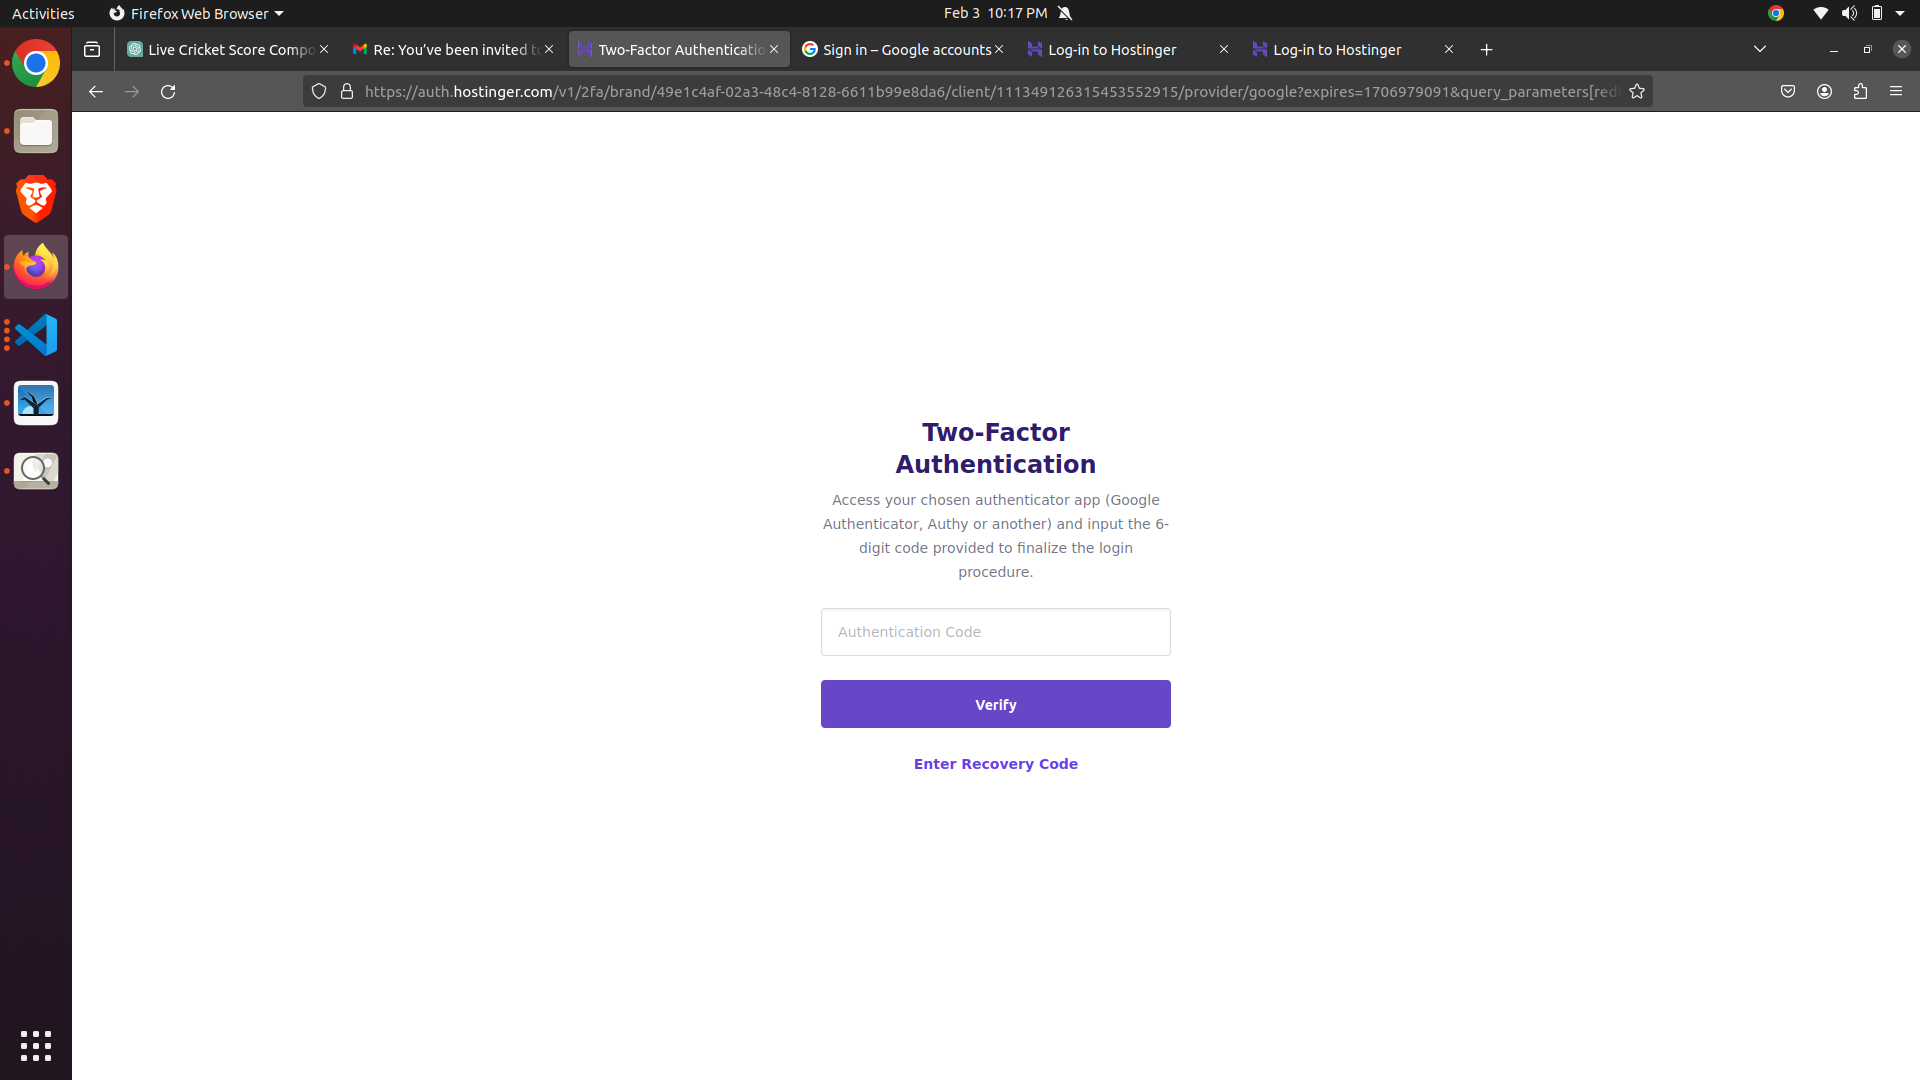 Activities
Firefox Web Browser
Feb 3 10:17 PM
Live Cricket Score Compo
Re: You've been invited to
Two-Factor Authenticatio
Sign in – Google accounts
Log-in to Hostinger
Log-in to Hostinger
https://auth.hostinger.com/v1/2fa/brand/49e1c4af-02a3-48c4-8128-6611b99e8da6/client/111349126315453552915/provider/google?expires=1706979091&query_parameters[redi
Two-Factor
Authentication
Access your chosen authenticator app (Google
Authenticator, Authy or another) and input the 6-
digit code provided to finalize the login
procedure.
Authentication Code
Verify
Enter Recovery Code